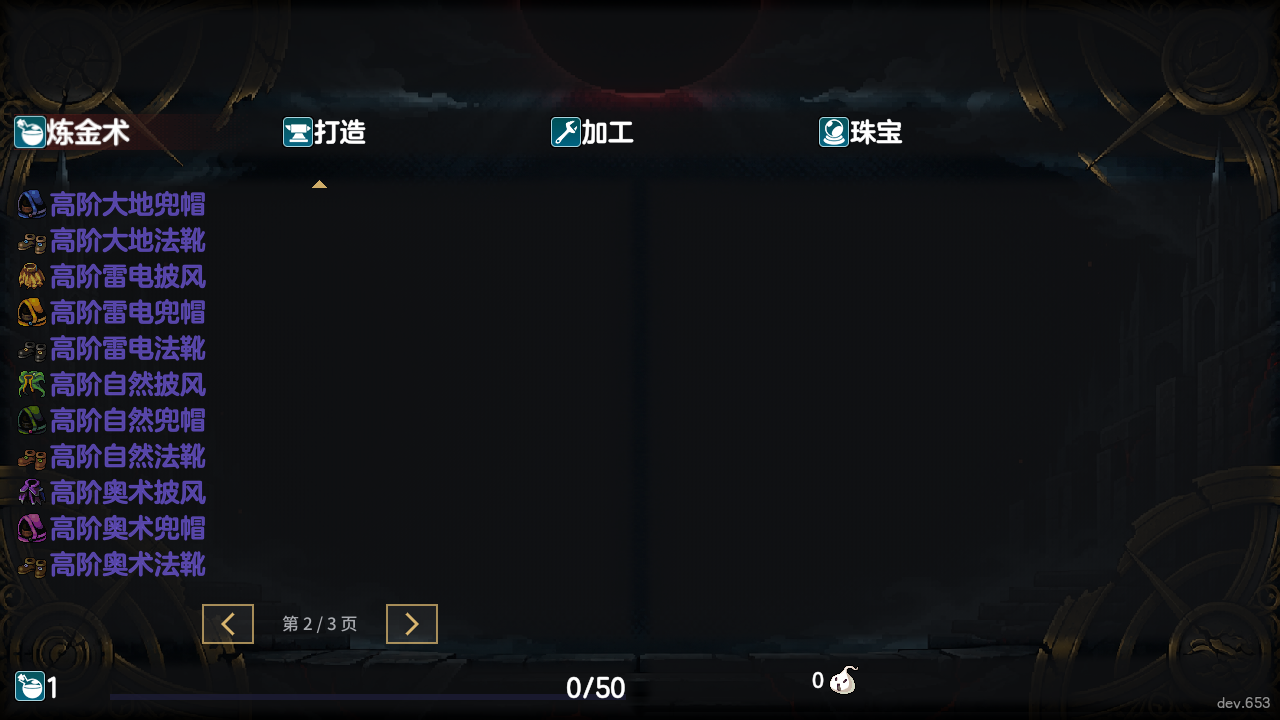 炼金术
打造
加工
珠宝
高阶大地兜帽
高阶大地法靴
高阶雷电披风
高阶雷电兜帽
高阶雷电法靴
高阶自然披风
高阶自然兜帽
高阶自然法靴
高阶奥术披风
高阶奥术兜帽
高阶奥术法靴
第 2 / 3 页
1
0/50
0
dev.653